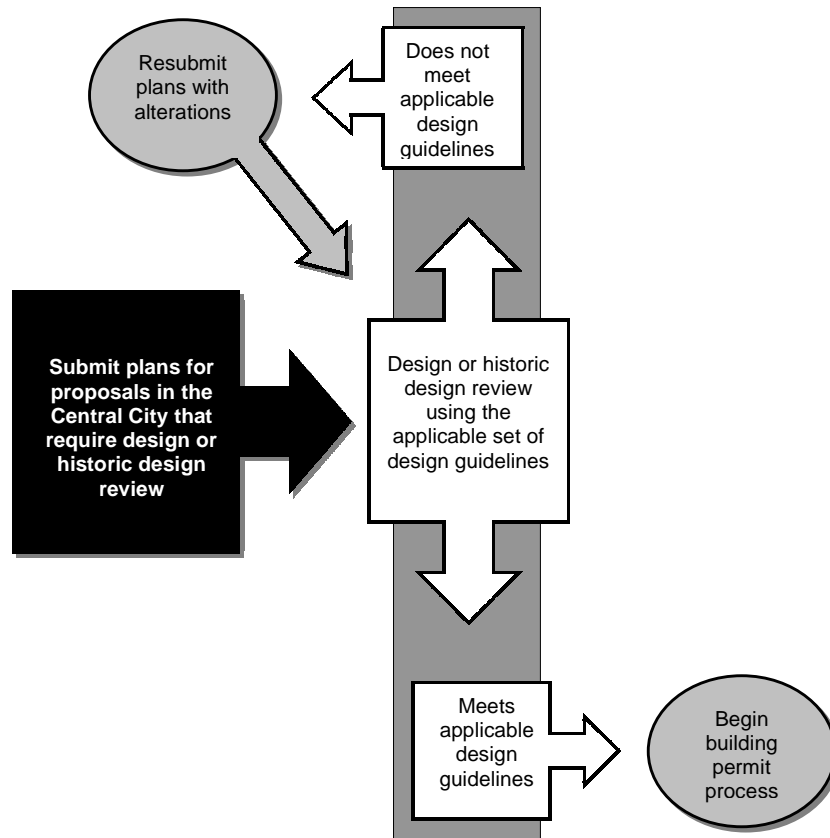 Resubmit
plans with
alterations
Does not
meet
applicable
design
guidelines
Submit plans for
proposals in the
Central City that
require design or
historic design
review
Design or historic
design review
using the
applicable set of
design guidelines
Meets
applicable
design
guidelines
Begin
building
permit
process